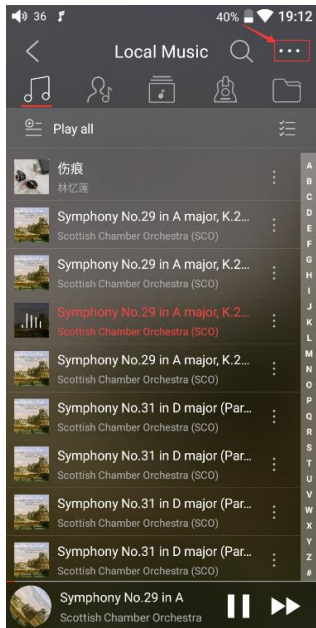 36
40%
19:12
Local Music
Play all
伤痕
林忆莲
Symphony No.29 in A major, K.2...
Scottish Chamber Orchestra (SCO)
Symphony No.29 in A major, K.2...
Scottish Chamber Orchestra (SCO)
Symphony No.29 in A major, K.2...
Scottish Chamber Orchestra (SCO)
Symphony No.29 in A major, K.2...
Scottish Chamber Orchestra (SCO)
Symphony No.31 in D major (Par...
Scottish Chamber Orchestra (SCO)
Symphony No.31 in D major (Par...
Scottish Chamber Orchestra (SCO)
Symphony No.31 in D major (Par...
Scottish Chamber Orchestra (SCO)
Symphony No.31 in D major (Par...
Scottish Chamber Orchestra (SCO)
A
B
C
D
E
F
G
H
I
J
K
L
M
N
O
P
Q
R
S
T
U
V
W
X
Y
Z
#
Symphony No.29 in A
Scottish Chamber Orchestra